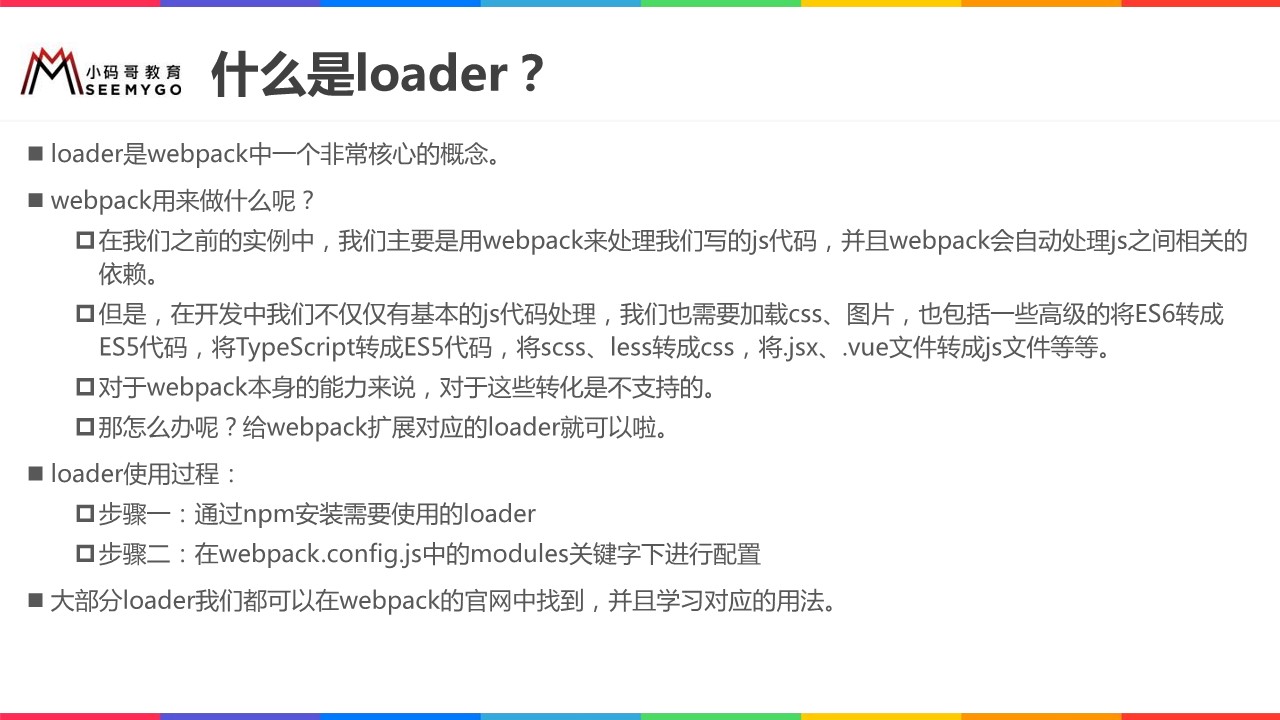 小码哥教育
SEEMYGO
什么是loader？
■ loader是webpack中一个非常核心的概念。
■ webpack用来做什么呢？
在我们之前的实例中，我们主要是用webpack来处理我们写的js代码，并且webpack会自动处理js之间相关的
依赖。
但是，在开发中我们不仅仅有基本的js代码处理，我们也需要加载css、图片，也包括一些高级的将ES6转成
ES5代码，将TypeScript转成ES5代码，将scss、less转成css，将.jsx、.vue文件转成js文件等等。
对于webpack本身的能力来说，对于这些转化是不支持的。
那怎么办呢？给webpack扩展对应的loader就可以啦。
■ loader使用过程：
步骤一：通过npm安装需要使用的loader
步骤二：在webpack.config.js中的modules关键字下进行配置
■ 大部分loader我们都可以在webpack的官网中找到，并且学习对应的用法。